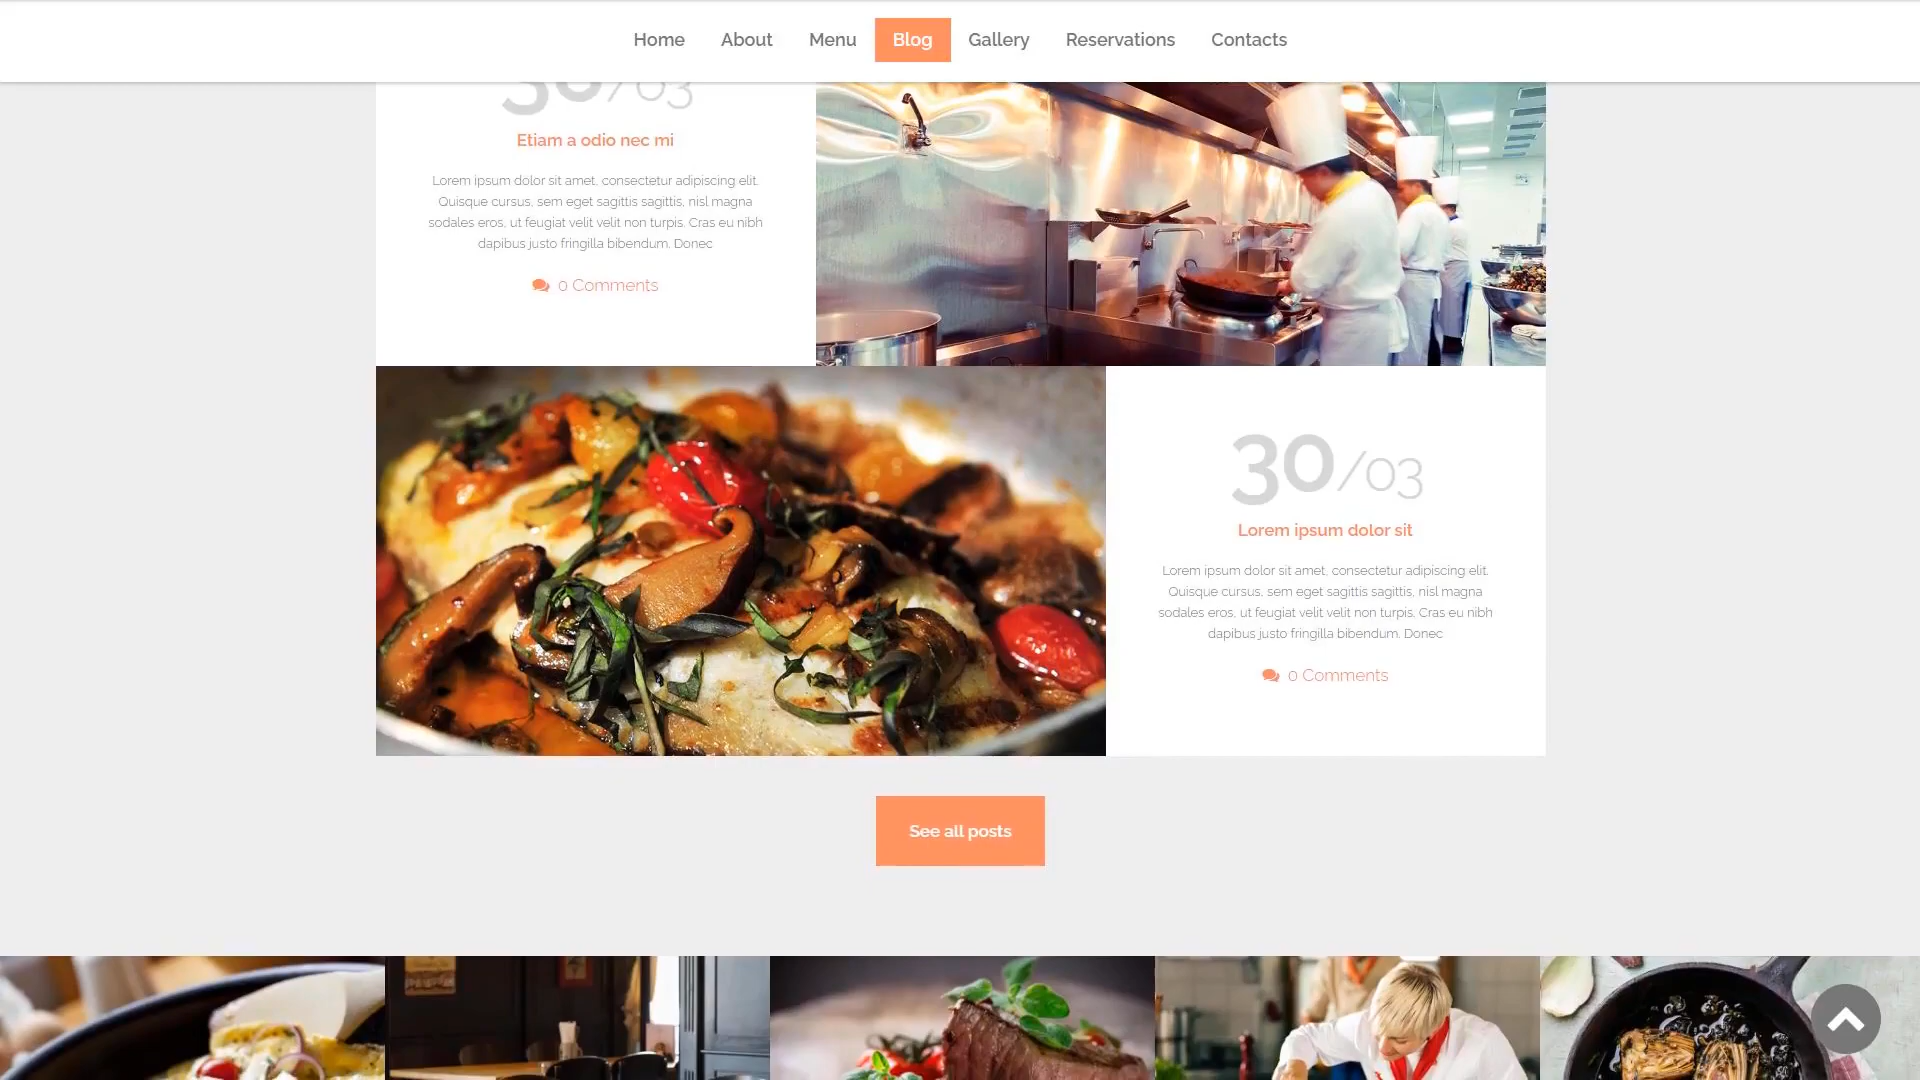 Home About Menu Blog Gallery Reservations Contacts
30/03
Etiam a odio nec mi
Lorem ipsum dolor sit amet, consectetur adipiscing elit.
Quisque cursus, sem eget sagittis sagittis, nisl magna
sodales eros, ut feugiat velit velit non turpis. Cras eu nibh
dapibus justo fringilla bibendum. Donec
0 Comments
30/03
Lorem ipsum dolor sit
Lorem ipsum dolor sit amet, consectetur adipiscing elit.
Quisque cursus, sem eget sagittis sagittis, nisl magna
sodales eros, ut feugiat velit velit non turpis. Cras eu nibh
dapibus justo fringilla bibendum. Donec
0 Comments
See all posts